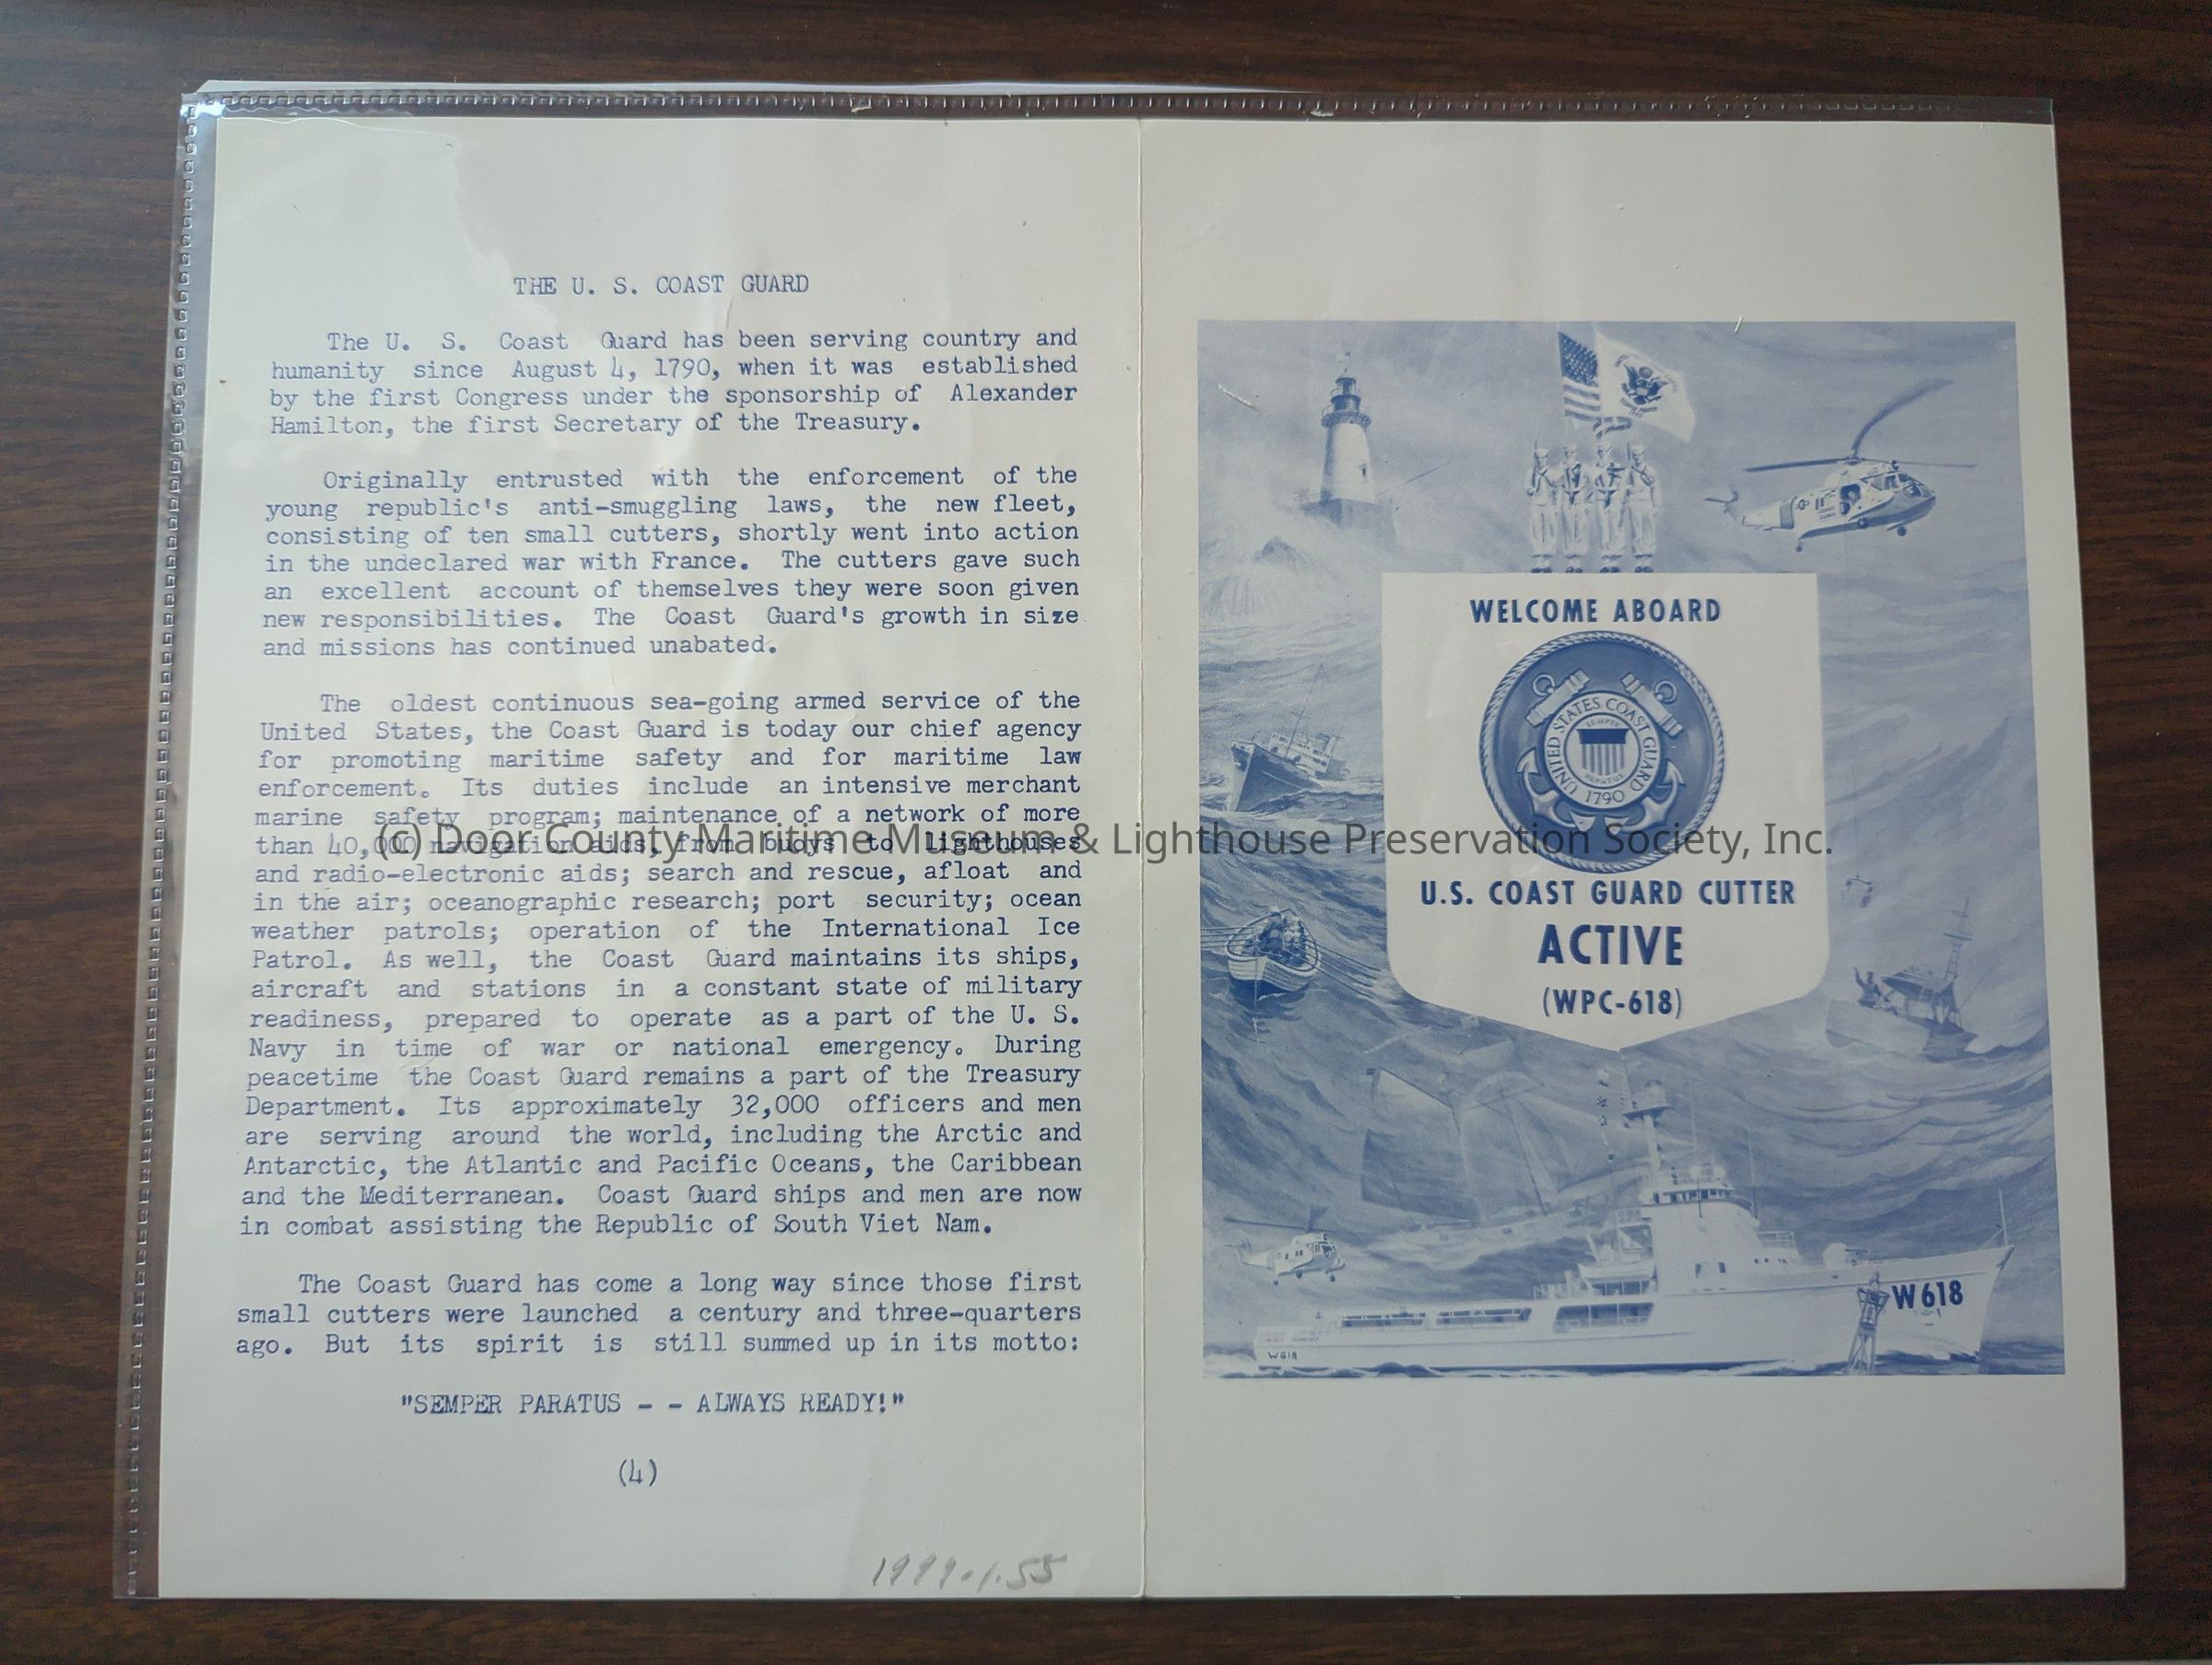 THE U. S. COAST GUARD
The U. S. Coast Guard has been serving country and
humanity since August 4, 1790, when it was established
by the first Congress under the sponsorship of Alexander
Hamilton, the first Secretary of the Treasury.
Originally entrusted with the enforcement of the
young republic's anti-smuggling laws, the new fleet,
consisting of ten small cutters, shortly went into action
in the undeclared war with France. The cutters gave such
an excellent account of themselves they were soon given
new responsibilities. The Coast Guard's growth in size
and missions has continued unabated.
The oldest continuous sea-going armed service of the
United States, the Coast Guard is today our chief agency
for promoting maritime safety and for maritime law
enforcement. Its duties include an intensive merchant
marine safety program; maintenance of a network of more
than 40,000 navigation aids, from buoys to lighthouses
and radio-electronic aids; search and rescue, afloat and
in the air; oceanographic research; port security; ocean
weather patrols; operation of the International Ice
Patrol. As well, the Coast Guard maintains its ships,
aircraft and stations in a constant state of military
readiness, prepared to operate as a part of the U. S.
Navy in time of war or national emergency. During
peacetime the Coast Guard remains a part of the Treasury
Department. Its approximately 32,000 officers and men
are serving around the world, including the Arctic and
Antarctic, the Atlantic and Pacific Oceans, the Caribbean
and the Mediterranean. Coast Guard ships and men are now
in combat assisting the Republic of South Viet Nam.
The Coast Guard has come a long way since those first
small cutters were launched a century and three-quarters
ago. But its spirit is still summed up in its motto:
"SEMPER PARATUS - - ALWAYS READY!"
(4)
1999.1.55
(c) Door County Maritime Museum & Lighthouse Preservation Society, Inc.
WELCOME ABOARD
UNITED STATES COAST GUARD
SEMPER
PARATUS
1790
U.S. COAST GUARD CUTTER
ACTIVE
(WPC-618)
W 618
W 618